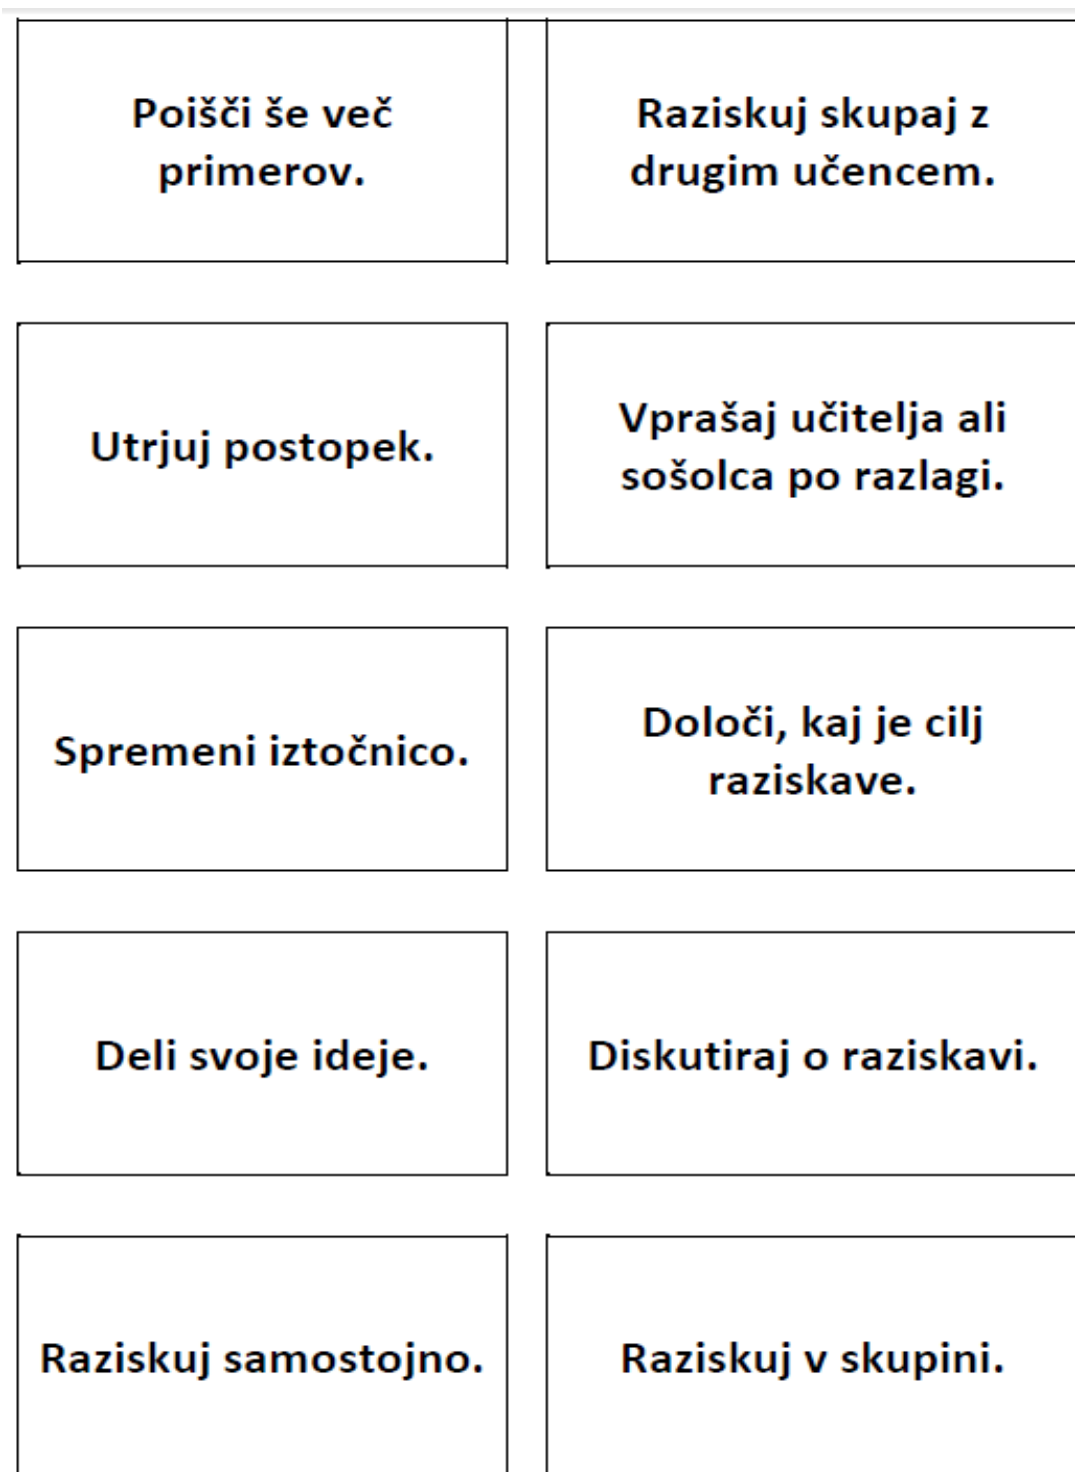 Poišči še več
primerov.
Raziskuj skupaj z
drugim učencem.
Utrjuj postopek.
Vprašaj učitelja ali
sošolca po razlagi.
Spremeni iztočnico.
Določi, kaj je cilj
raziskave.
Deli svoje ideje.
Diskutiraj o raziskavi.
Raziskuj samostojno.
Raziskuj v skupini.